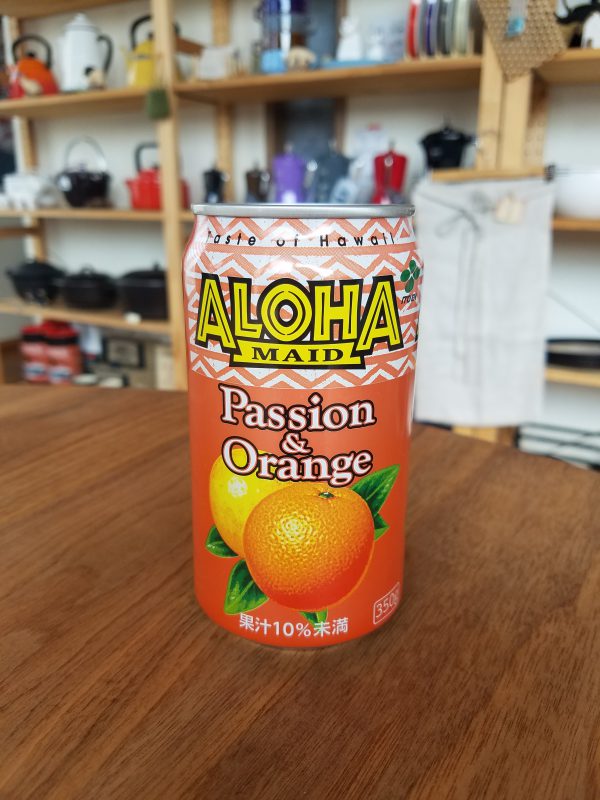 Taste of Hawaii
ALOHA
MAID
Passion
&
Orange
果汁10%未満
350g